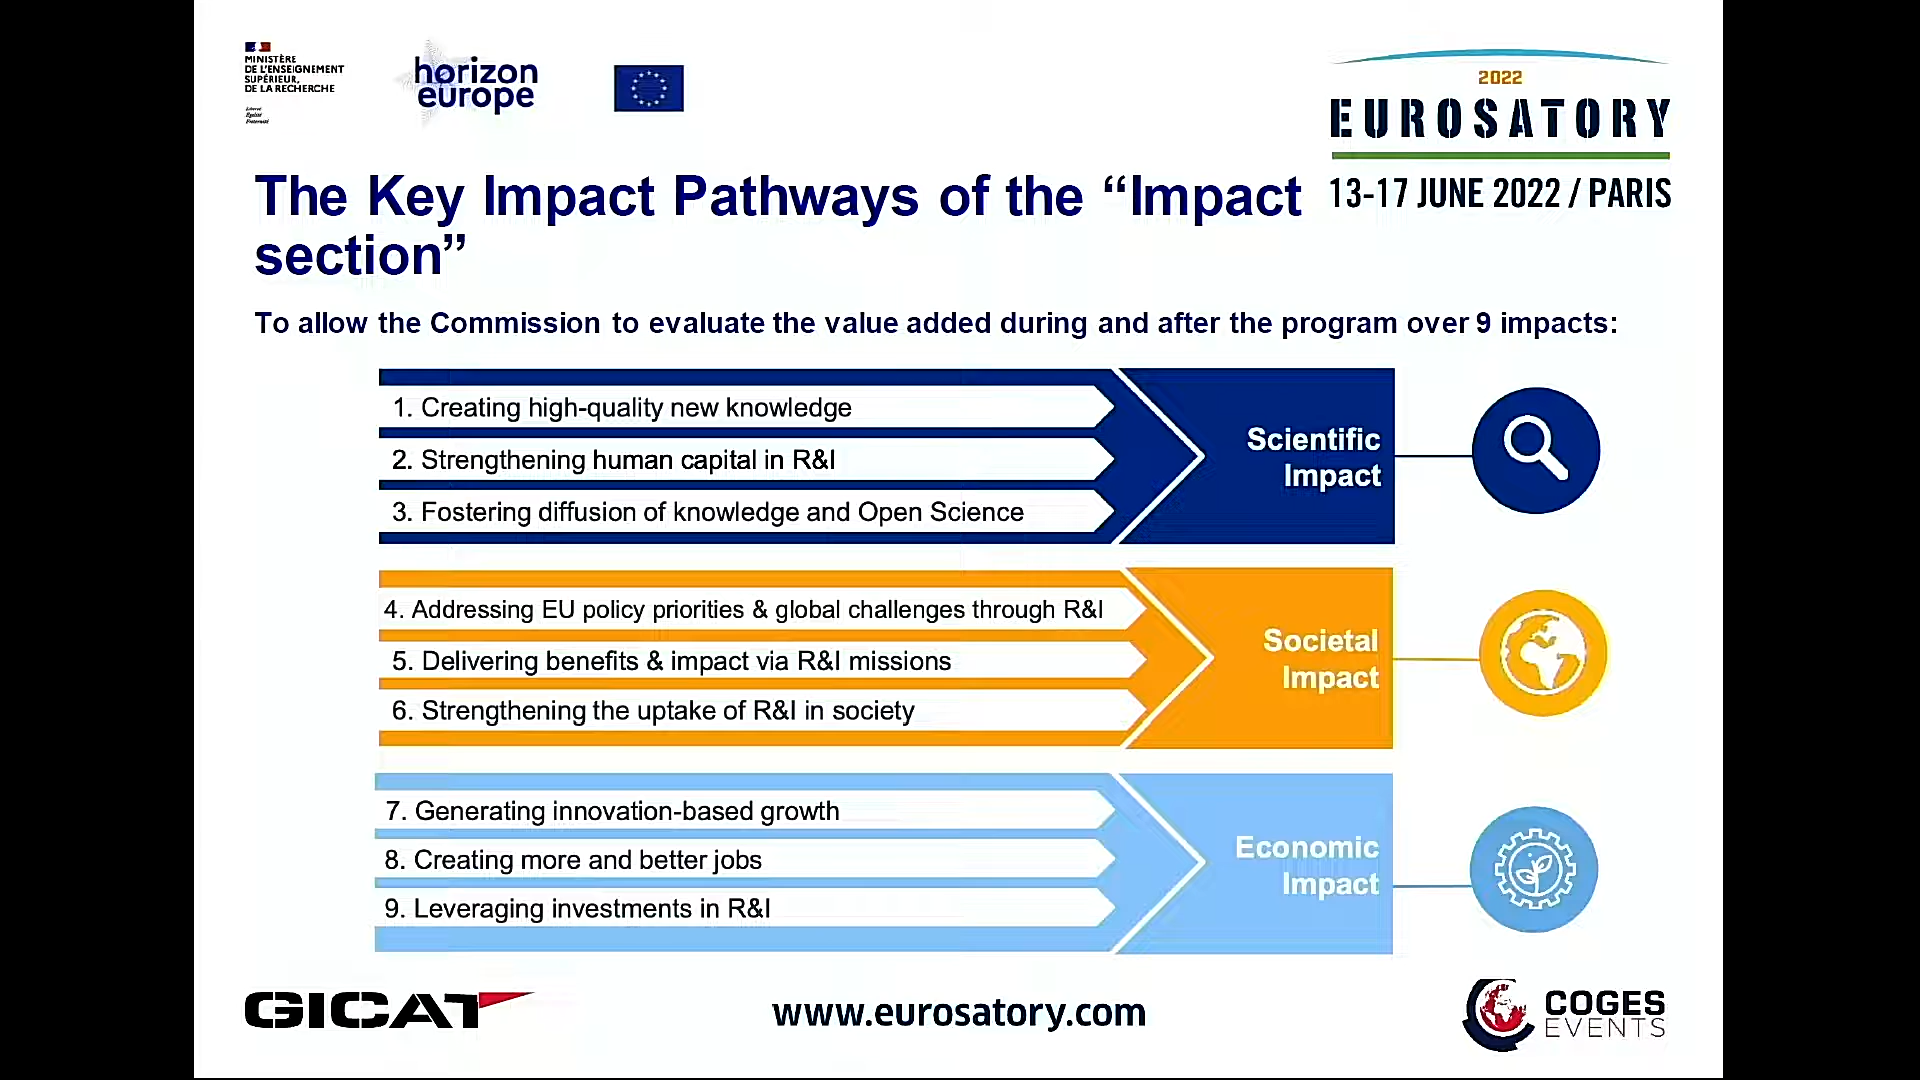 MINISTÈRE
DE L'ENSEIGNEMENT
SUPÉRIEUR,
DE LA RECHERCHE
Liberté
Égalité
Fraternité
horizon
europe
2022
EUROSATORY
13-17 JUNE 2022 / PARIS
The Key Impact Pathways of the “Impact
section”
To allow the Commission to evaluate the value added during and after the program over 9 impacts:
1. Creating high-quality new knowledge
2. Strengthening human capital in R&I
3. Fostering diffusion of knowledge and Open Science
Scientific
Impact
4. Addressing EU policy priorities & global challenges through R&I
5. Delivering benefits & impact via R&I missions
6. Strengthening the uptake of R&I in society
Societal
Impact
7. Generating innovation-based growth
8. Creating more and better jobs
9. Leveraging investments in R&I
Economic
Impact
GICAT
www.eurosatory.com
COGES
EVENTS